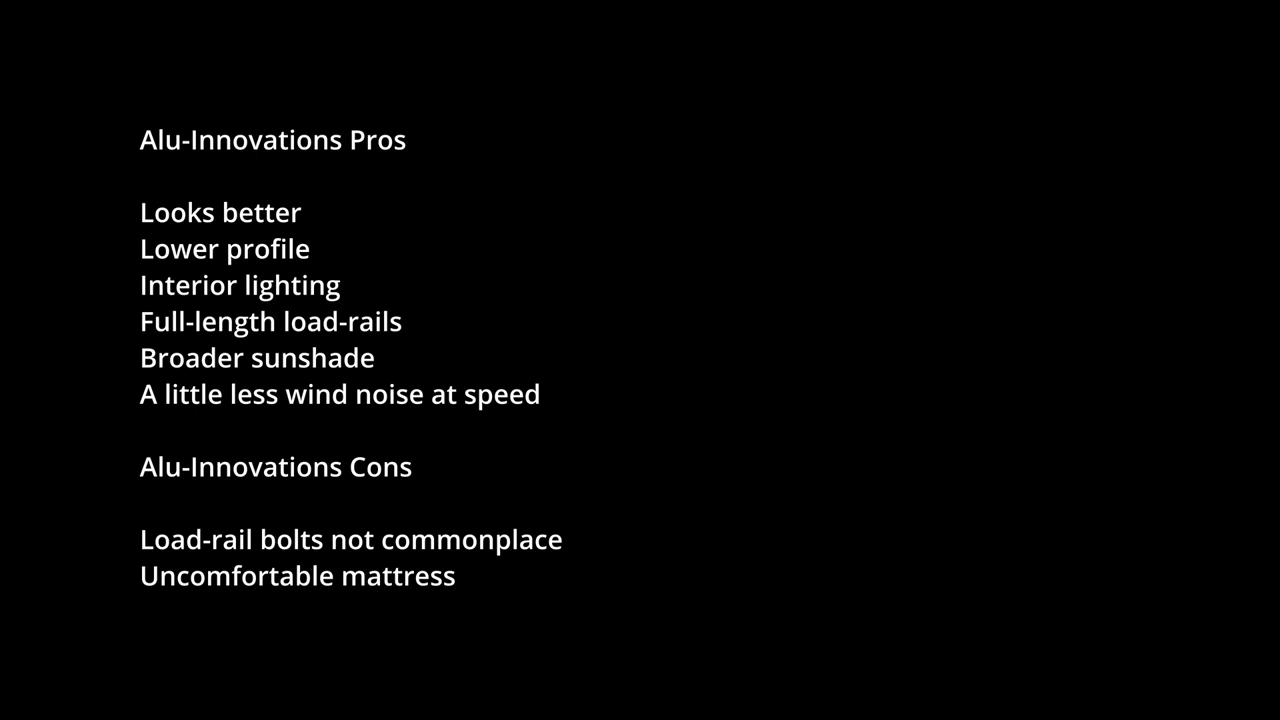 Alu-Innovations Pros
Looks better
Lower profile
Interior lighting
Full-length load-rails
Broader sunshade
A little less wind noise at speed
Alu-Innovations Cons
Load-rail bolts not commonplace
Uncomfortable mattress